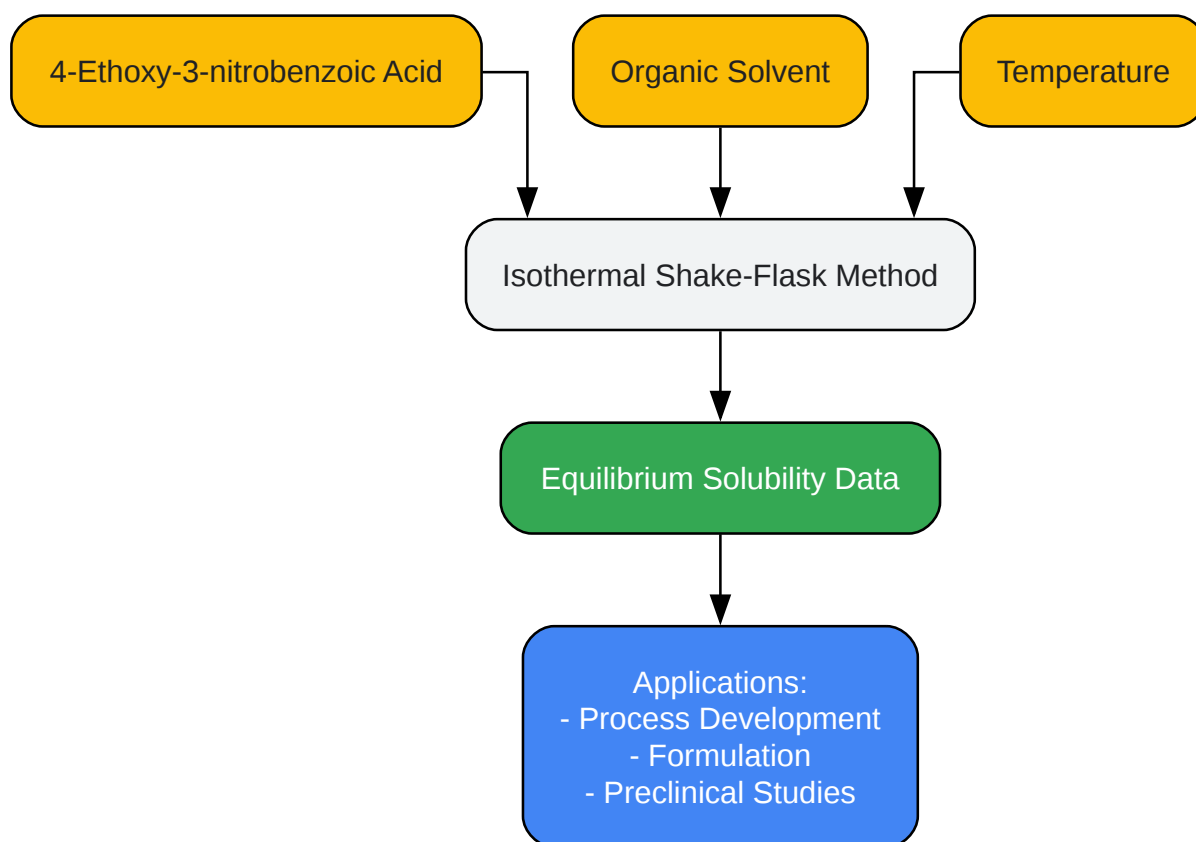 4-Ethoxy-3-nitrobenzoic Acid
Organic Solvent
Temperature
Isothermal Shake-Flask Method
Equilibrium Solubility Data
Applications:
- Process Development
- Formulation
- Preclinical Studies